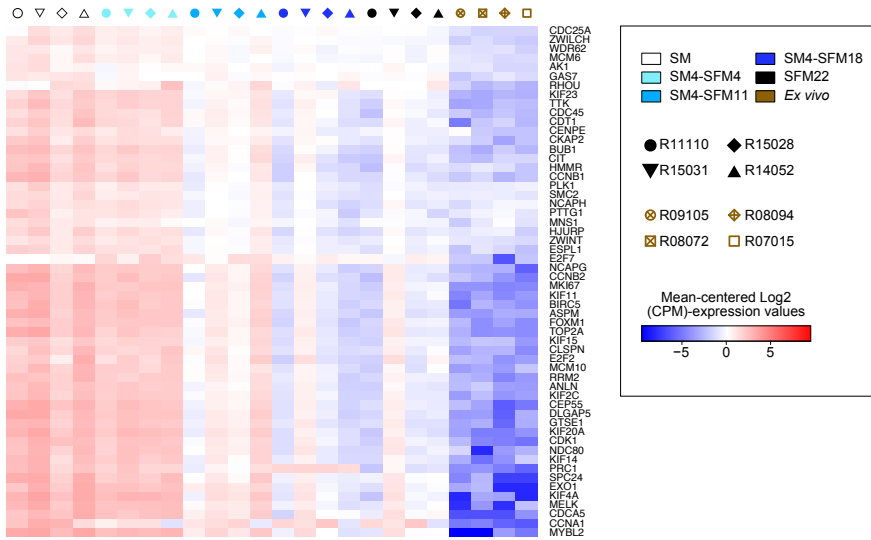 CDC25A
ZWILCH
WDR62
MCM6
AK1
GAS7
RHOU
KIF23
TTK
CDC45
CDT1
CENPE
CKAP2
BUB1
CIT
HMMR
CCNB1
PLK1
SMC2
NCAPH
PTTG1
MNS1
HJURP
ZWINT
ESPL1
E2F7
NCAPG
CCNB2
MKI67
KIF11
BIRC5
ASPM
FOXM1
TOP2A
KIF15
CLSPN
E2F2
MCM10
RRM2
ANLN
KIF2C
CEP55
DLGAP5
GTSE1
KIF20A
CDK1
NDC80
KIF14
PRC1
SPC24
EXO1
KIF4A
MELK
CDCA5
CCNA1
MYBL2
SM SM4-SFM18
SM4-SFM4 SFM22
SM4-SFM11 Ex vivo
R11110 R15028
R15031 R14052
R09105 R08094
R08072 R07015
Mean-centered Log2
(CPM)-expression values
−5 0 5